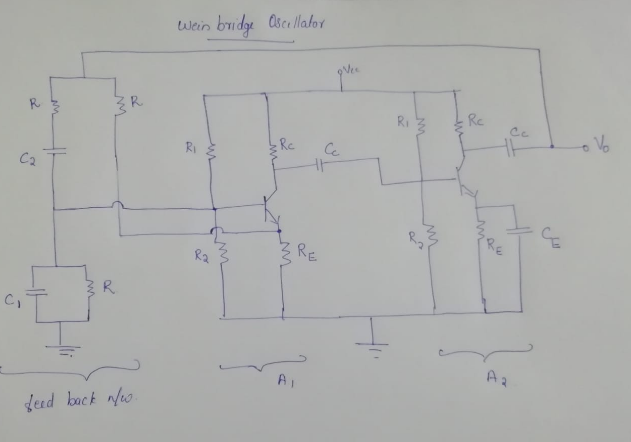 Wein bridge Oscillator
Vcc
R
R
R1
Rc
Cc
R1
Rc
Cc
Vo
C2
R2
RE
R2
RE
CE
C1
R
feed back n/w.
A1
A2